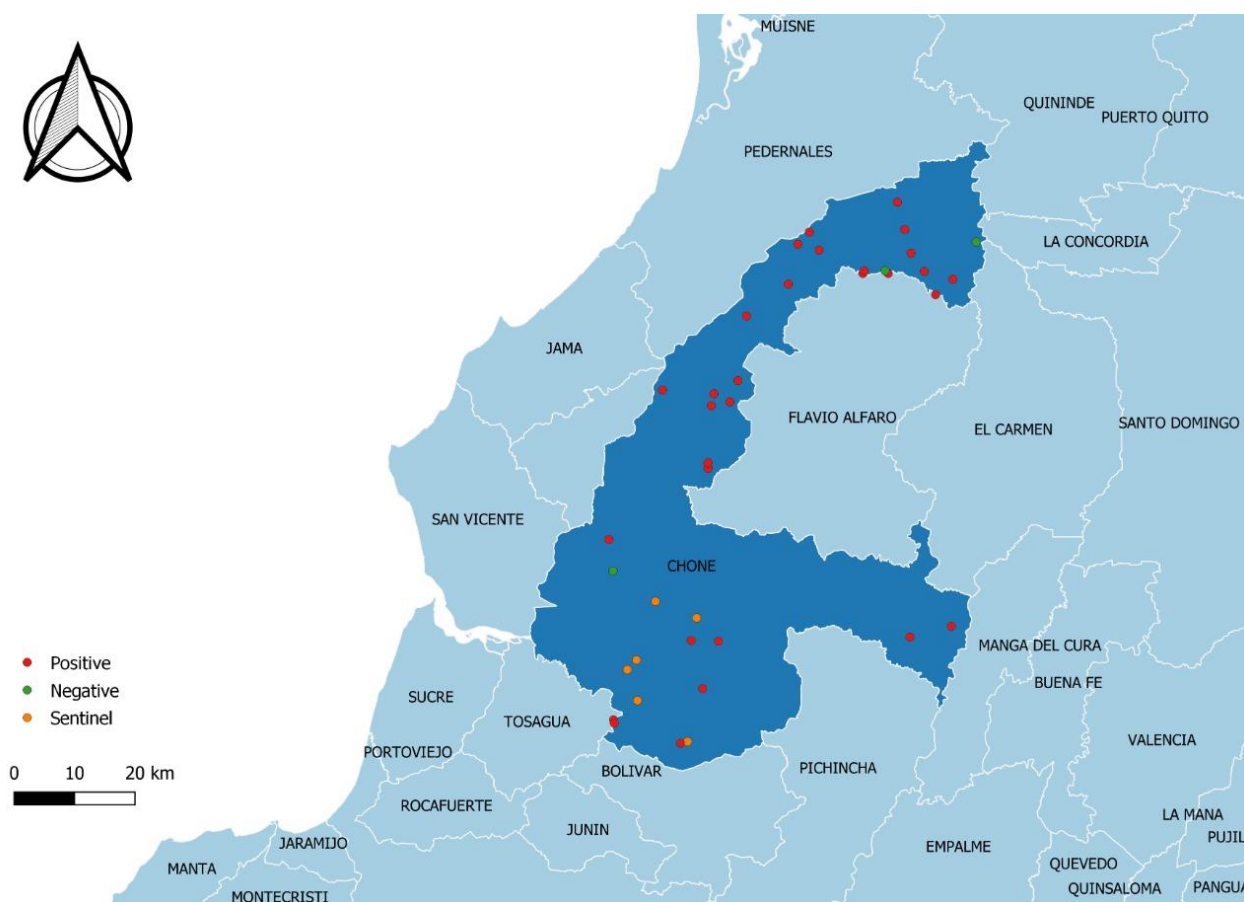 MUISNE
QUININDE
PUERTO QUITO
PEDERNALES
LA CONCORDIA
JAMA
FLAVIO ALFARO
EL CARMEN
SANTO DOMINGO
SAN VICENTE
CHONE
MANGA DEL CURA
BUENA FE
Positive
Negative
Sentinel
SUCRE
TOSAGUA
PORTOVIEJO
VALENCIA
0 10 20 km
BOLIVAR
PICHINCHA
ROCAFUERTE
LA MANA
JUNIN
PUJIL
JARAMIJO
EMPALME
MANTA
QUEVEDO
MONTECRISTI
QUINSALOMA
PANGUA